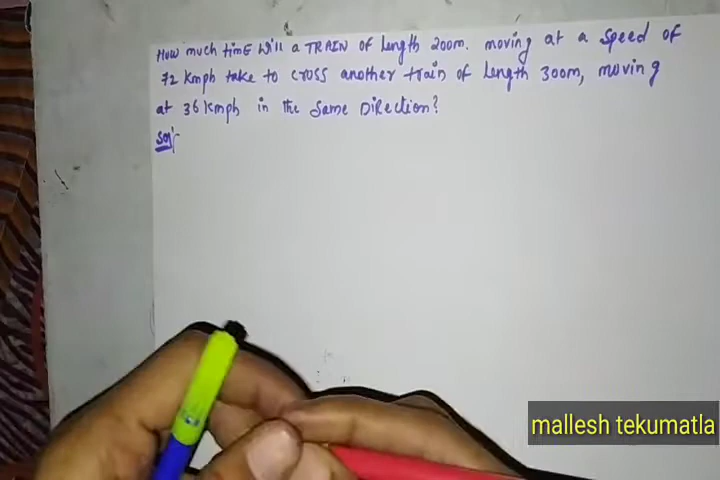 How much time will a TRAIN of Length 200m. moving at a speed of
72 Kmph take to cross another train of Length 300m, moving
at 36 Kmph in the same Direction?
Sol:-
mallesh tekumatla